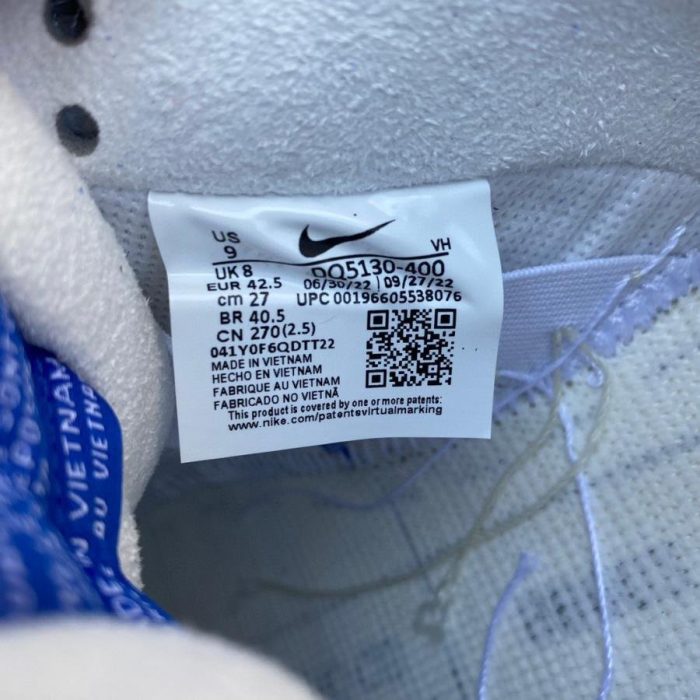 US
9
VH
UK 8
DQ5130-400
EUR 42.5
06/30/22 | 09/27/22
cm 27
UPC 00196605538076
BR 40.5
CN 270(2.5)
041Y0F6QDTT22
MADE IN VIETNAM
HECHO EN VIETNAM
FABRIQUE AU VIETNAM
FABRICADO NO VIETNÃ
This product is covered by one or more patents:
www.nike.com/patentsvirtualmarking
N VIETNAM
AU VIETN